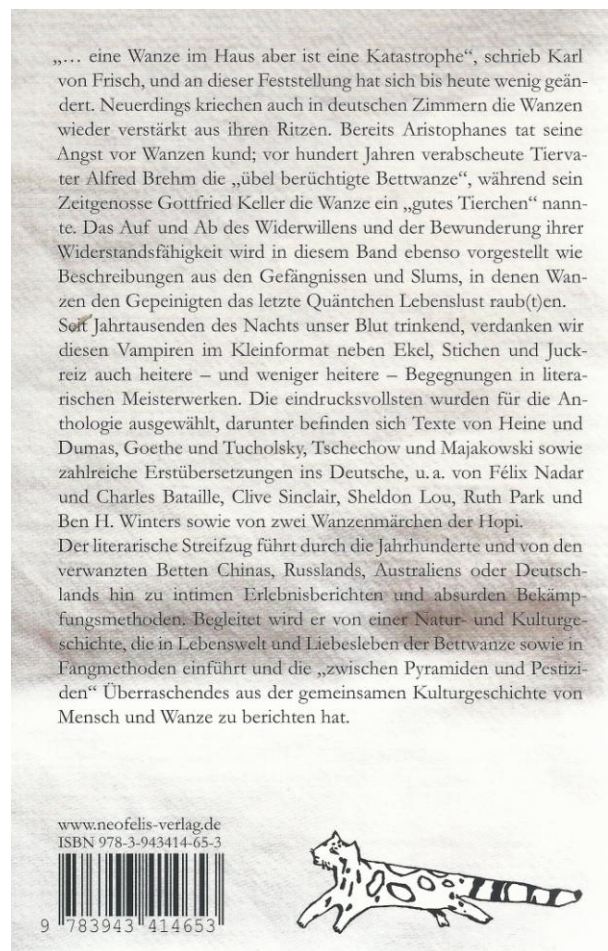 „… eine Wanze im Haus aber ist eine Katastrophe“, schrieb Karl
von Frisch, und an dieser Feststellung hat sich bis heute wenig geän-
dert. Neuerdings kriechen auch in deutschen Zimmern die Wanzen
wieder verstärkt aus ihren Ritzen. Bereits Aristophanes tat seine
Angst vor Wanzen kund; vor hundert Jahren verabscheute Tierva-
ter Alfred Brehm die „übel berüchtigte Bettwanze“, während sein
Zeitgenosse Gottfried Keller die Wanze ein „gutes Tierchen“ nann-
te. Das Auf und Ab des Widerwillens und der Bewunderung ihrer
Widerstandsfähigkeit wird in diesem Band ebenso vorgestellt wie
Beschreibungen aus den Gefängnissen und Slums, in denen Wan-
zen den Gepeinigten das letzte Quäntchen Lebenslust raub(t)en.
Seit Jahrtausenden des Nachts unser Blut trinkend, verdanken wir
diesen Vampiren im Kleinformat neben Ekel, Stichen und Juck-
reiz auch heitere – und weniger heitere – Begegnungen in litera-
rischen Meisterwerken. Die eindrucksvollsten wurden für die An-
thologie ausgewählt, darunter befinden sich Texte von Heine und
Dumas, Goethe und Tucholsky, Tschechow und Majakowski sowie
zahlreiche Erstübersetzungen ins Deutsche, u. a. von Félix Nadar
und Charles Bataille, Clive Sinclair, Sheldon Lou, Ruth Park und
Ben H. Winters sowie von zwei Wanzenmärchen der Hopi.
Der literarische Streifzug führt durch die Jahrhunderte und von den
verwanzten Betten Chinas, Russlands, Australiens oder Deutsch-
lands hin zu intimen Erlebnisberichten und absurden Bekämp-
fungsmethoden. Begleitet wird er von einer Natur- und Kulturge-
schichte, die in Lebenswelt und Liebesleben der Bettwanze sowie in
Fangmethoden einführt und die „zwischen Pyramiden und Pestizi-
den“ Überraschendes aus der gemeinsamen Kulturgeschichte von
Mensch und Wanze zu berichten hat.
www.neofelis-verlag.de
ISBN 978-3-943414-65-3
9 783943 414653